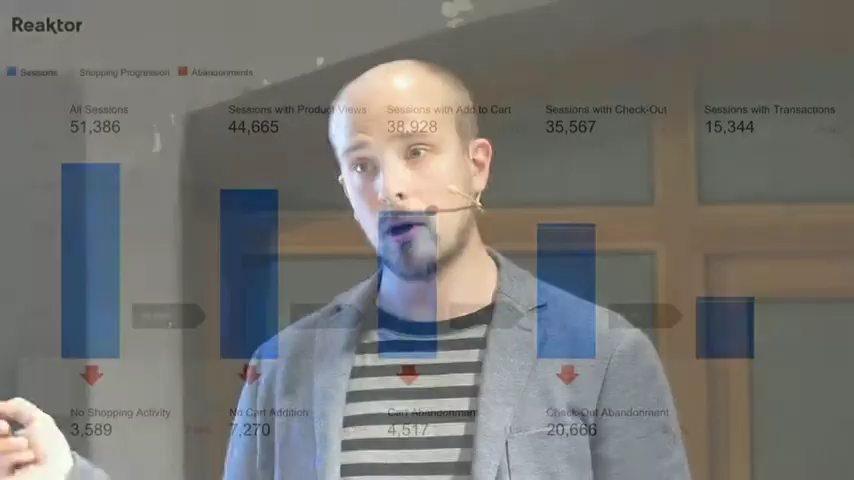 Reaktor
Sessions Shopping Progression Abandonments
All Sessions Sessions with Product Views Sessions with Add to Cart Sessions with Check-Out Sessions with Transactions
51,386 44,665 38,928 35,567 15,344
No Shopping Activity No Cart Addition Cart Abandonment Check-Out Abandonment
3,589 7,270 4,517 20,666